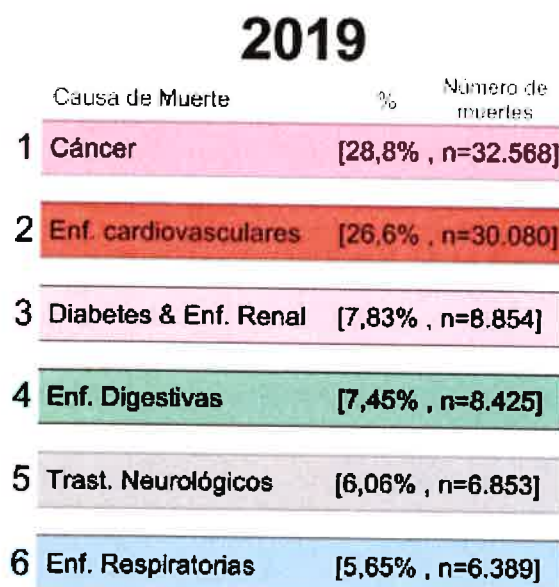 2019
Causa de Muerte % Número de muertes
1 Cáncer [28,8% , n=32.568]
2 Enf. cardiovasculares [26,6% , n=30.080]
3 Diabetes & Enf. Renal [7,83% , n=8.854]
4 Enf. Digestivas [7,45% , n=8.425]
5 Trast. Neurológicos [6,06% , n=6.853]
6 Enf. Respiratorias [5,65% , n=6.389]